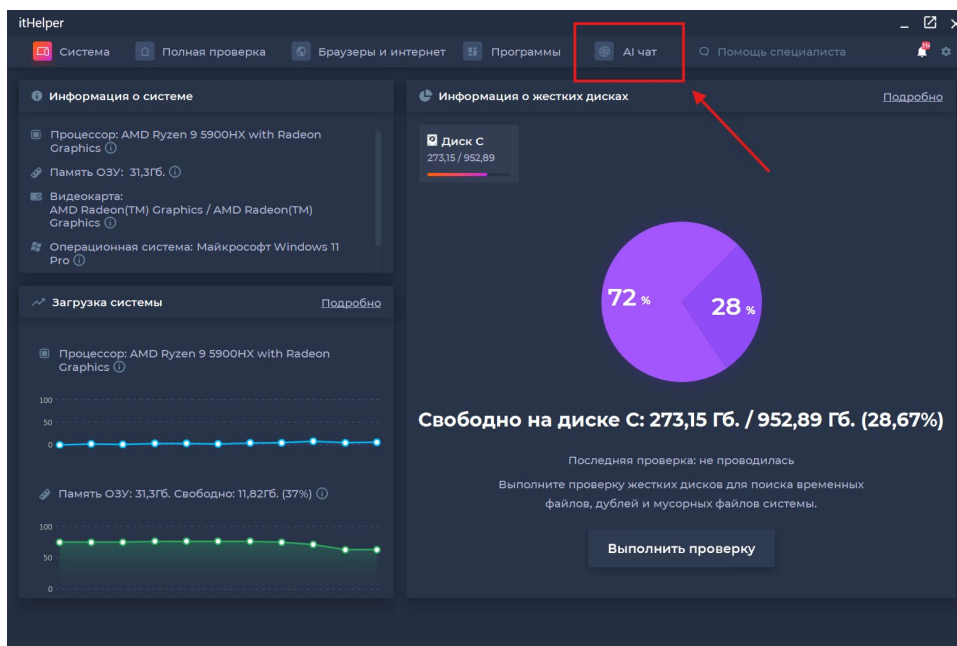 itHelper
Система
Полная проверка
Браузеры и интернет
Программы
AI чат
Помощь специалиста
Информация о системе
Процессор: AMD Ryzen 9 5900HX with Radeon
Graphics
Память ОЗУ: 31,3Гб.
Видеокарта:
AMD Radeon(TM) Graphics / AMD Radeon(TM)
Graphics
Операционная система: Майкрософт Windows 11
Pro
Загрузка системы
Подробно
Процессор: AMD Ryzen 9 5900HX with Radeon
Graphics
100
50
0
Память ОЗУ: 31,3Гб. Свободно: 11,82Гб. (37%)
100
50
0
Информация о жестких дисках
Подробно
Диск C
273,15 / 952,89
72 %
28 %
Свободно на диске C: 273,15 Гб. / 952,89 Гб. (28,67%)
Последняя проверка: не проводилась
Выполните проверку жестких дисков для поиска временных
файлов, дублей и мусорных файлов системы.
Выполнить проверку